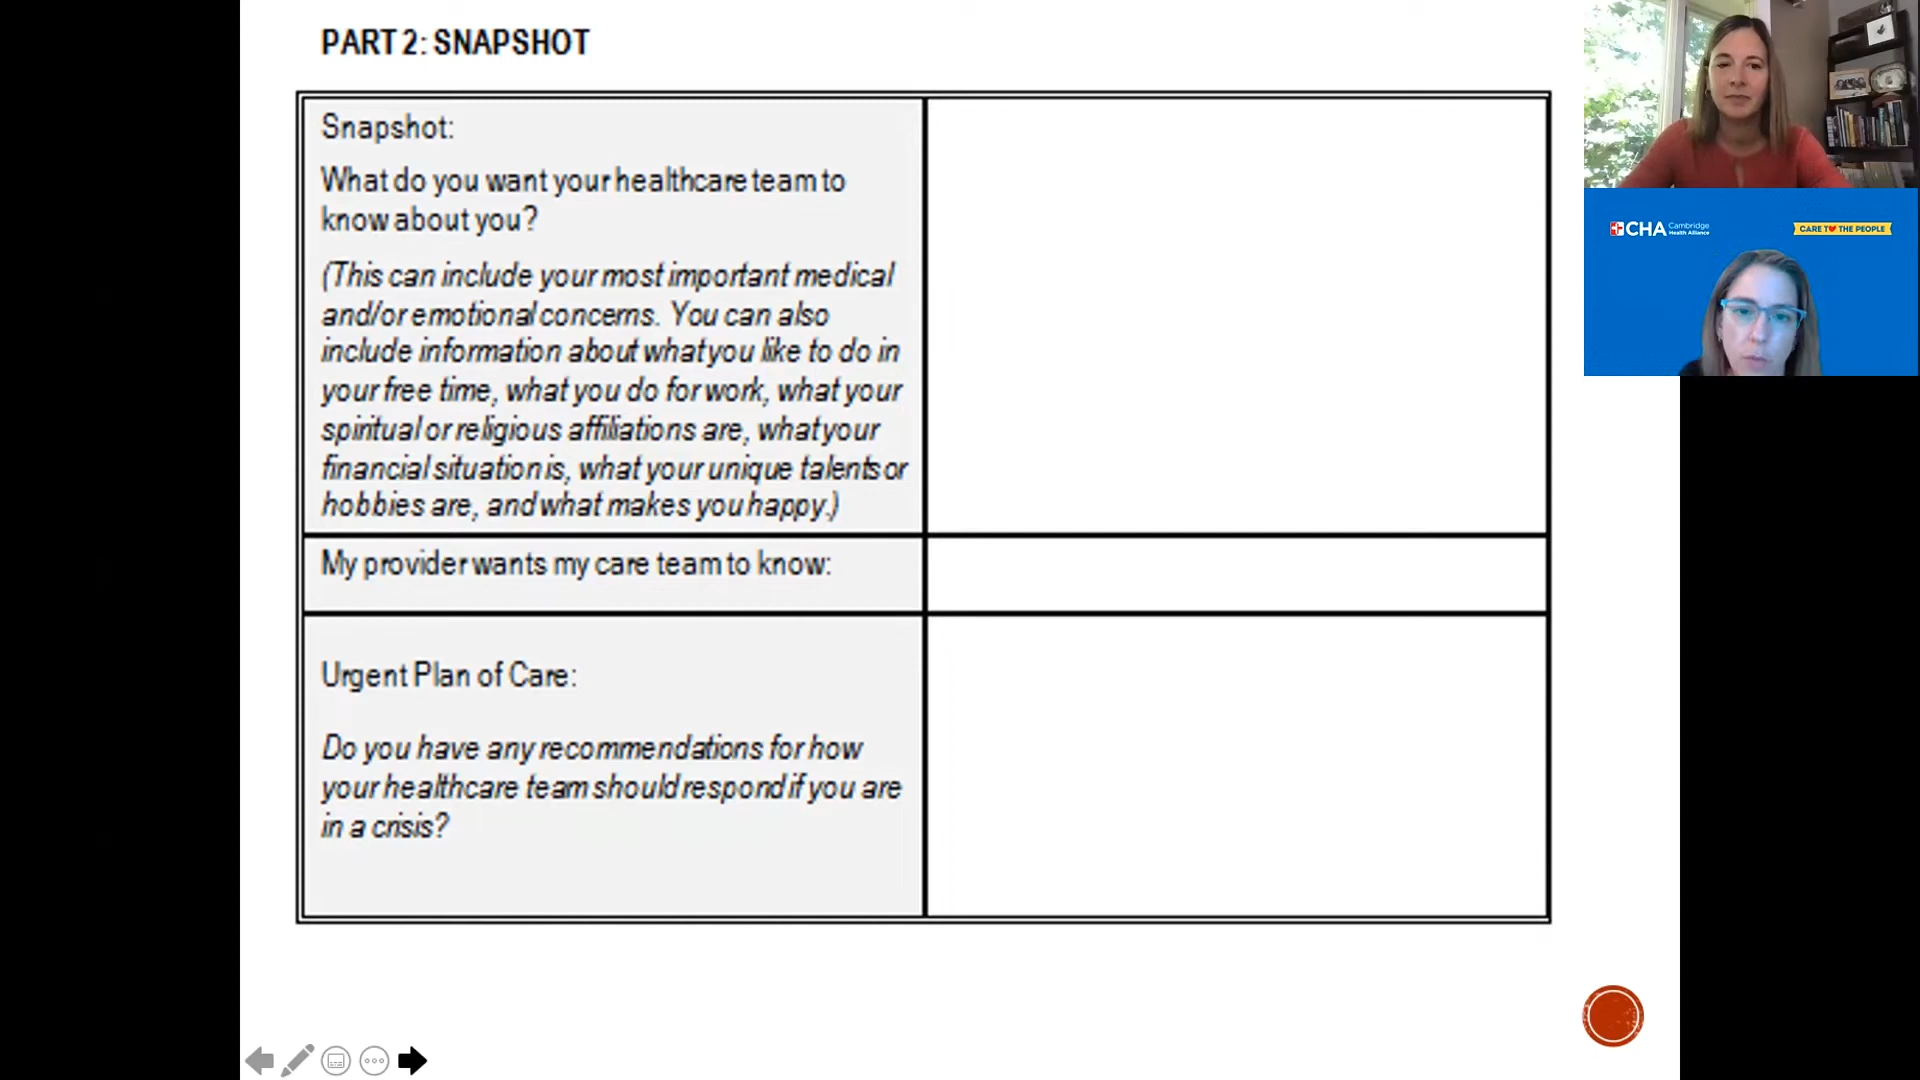 PART 2: SNAPSHOT
Snapshot:
What do you want your healthcare team to
know about you?
(This can include your most important medical
and/or emotional concerns. You can also
include information about what you like to do in
your free time, what you do for work, what your
spiritual or religious affiliations are, what your
financial situation is, what your unique talents or
hobbies are, and what makes you happy.)
My provider wants my care team to know:
Urgent Plan of Care:
Do you have any recommendations for how
your healthcare team should respond if you are
in a crisis?
CHA Cambridge
Health Alliance
CARE TO THE PEOPLE